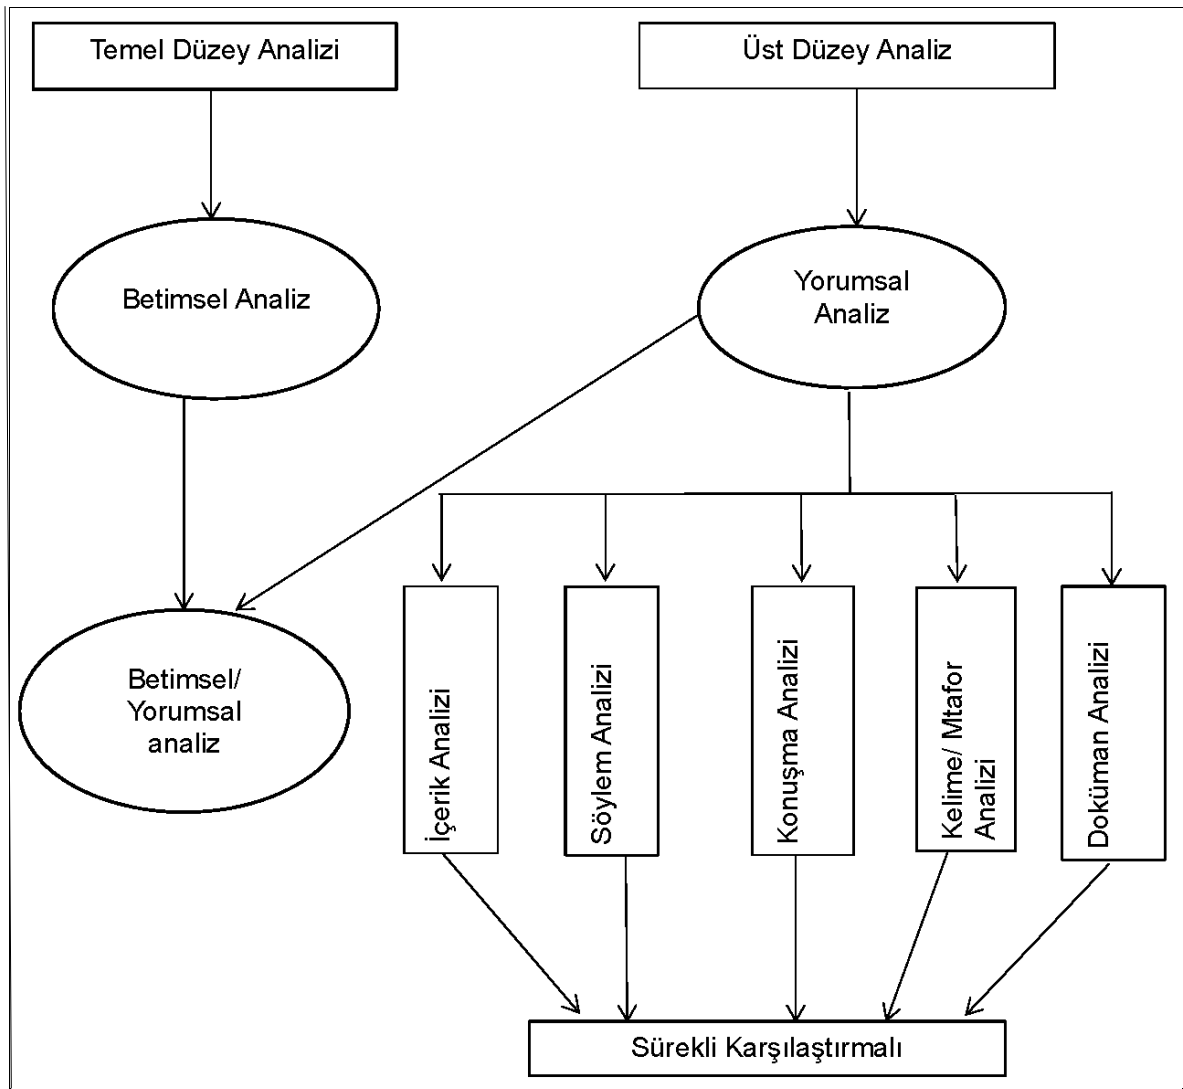 Temel Düzey Analizi
Üst Düzey Analiz
Betimsel Analiz
Yorumsal
Analiz
Betimsel/
Yorumsal
analiz
İçerik Analizi
Söylem Analizi
Konuşma Analizi
Kelime/ Mtafor
Analizi
Doküman Analizi
Sürekli Karşılaştırmalı